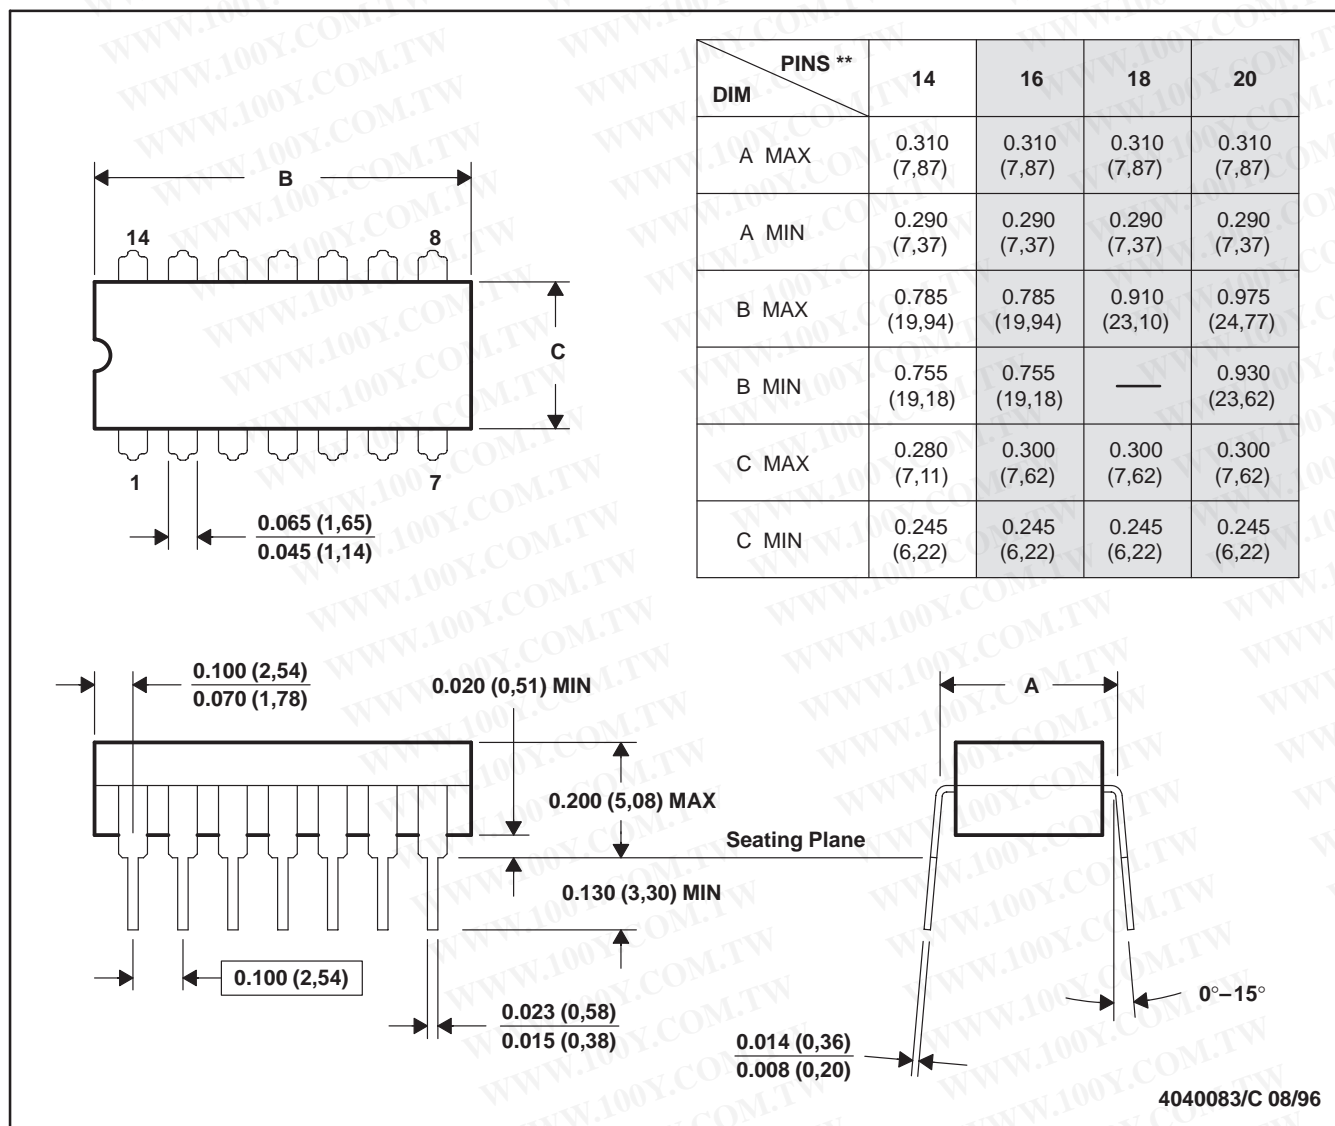 PINS **
DIM
14 16 18 20
A MAX 0.310 (7,87) 0.310 (7,87) 0.310 (7,87) 0.310 (7,87)
A MIN 0.290 (7,37) 0.290 (7,37) 0.290 (7,37) 0.290 (7,37)
B MAX 0.785 (19,94) 0.785 (19,94) 0.910 (23,10) 0.975 (24,77)
B MIN 0.755 (19,18) 0.755 (19,18) — 0.930 (23,62)
C MAX 0.280 (7,11) 0.300 (7,62) 0.300 (7,62) 0.300 (7,62)
C MIN 0.245 (6,22) 0.245 (6,22) 0.245 (6,22) 0.245 (6,22)
B
14 8
C
1 7
0.065 (1,65)
0.045 (1,14)
0.100 (2,54)
0.070 (1,78)
0.020 (0,51) MIN
A
0.200 (5,08) MAX
Seating Plane
0.130 (3,30) MIN
0.100 (2,54)
0°–15°
0.023 (0,58)
0.015 (0,38)
0.014 (0,36)
0.008 (0,20)
4040083/C 08/96
WWW.100Y.COM.TW